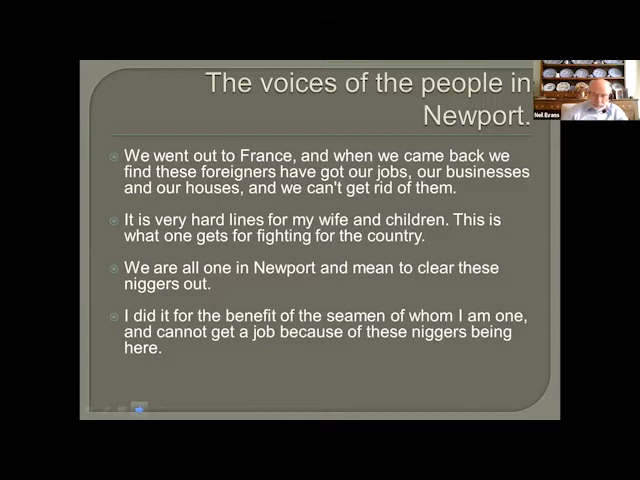 The voices of the people in
Newport.
We went out to France, and when we came back we
find these foreigners have got our jobs, our businesses
and our houses, and we can't get rid of them.
It is very hard lines for my wife and children. This is
what one gets for fighting for the country.
We are all one in Newport and mean to clear these
niggers out.
I did it for the benefit of the seamen of whom I am one,
and cannot get a job because of these niggers being
here.
Neil Evans